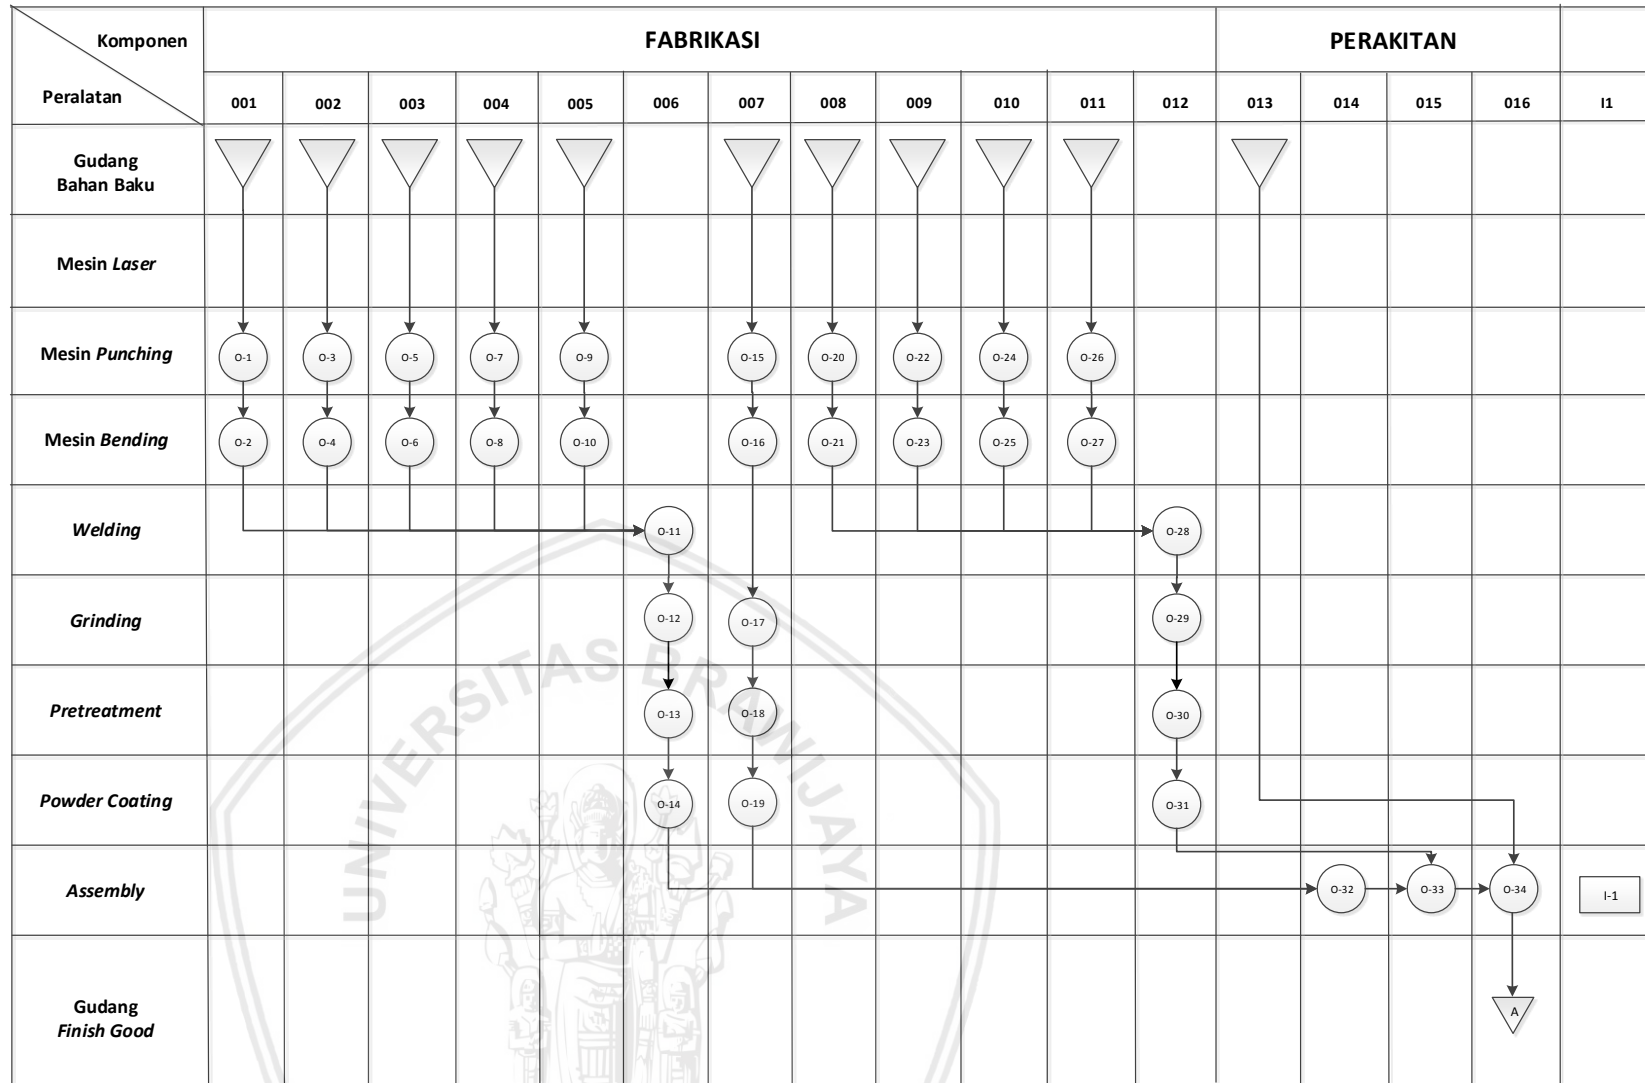 Komponen
FABRIKASI
PERAKITAN
Peralatan
001 002 003 004 005 006 007 008 009 010 011 012 013 014 015 016 I1
Gudang
Bahan Baku
Mesin Laser
Mesin Punching
O-1 O-3 O-5 O-7 O-9 O-15 O-20 O-22 O-24 O-26
Mesin Bending
O-2 O-4 O-6 O-8 O-10 O-16 O-21 O-23 O-25 O-27
Welding
O-11 O-28
Grinding
O-12 O-17 O-29
Pretreatment
O-13 O-18 O-30
Powder Coating
O-14 O-19 O-31
Assembly
O-32 O-33 O-34 I-1
Gudang
Finish Good
A
UNIVERSITAS BRAWIJAYA